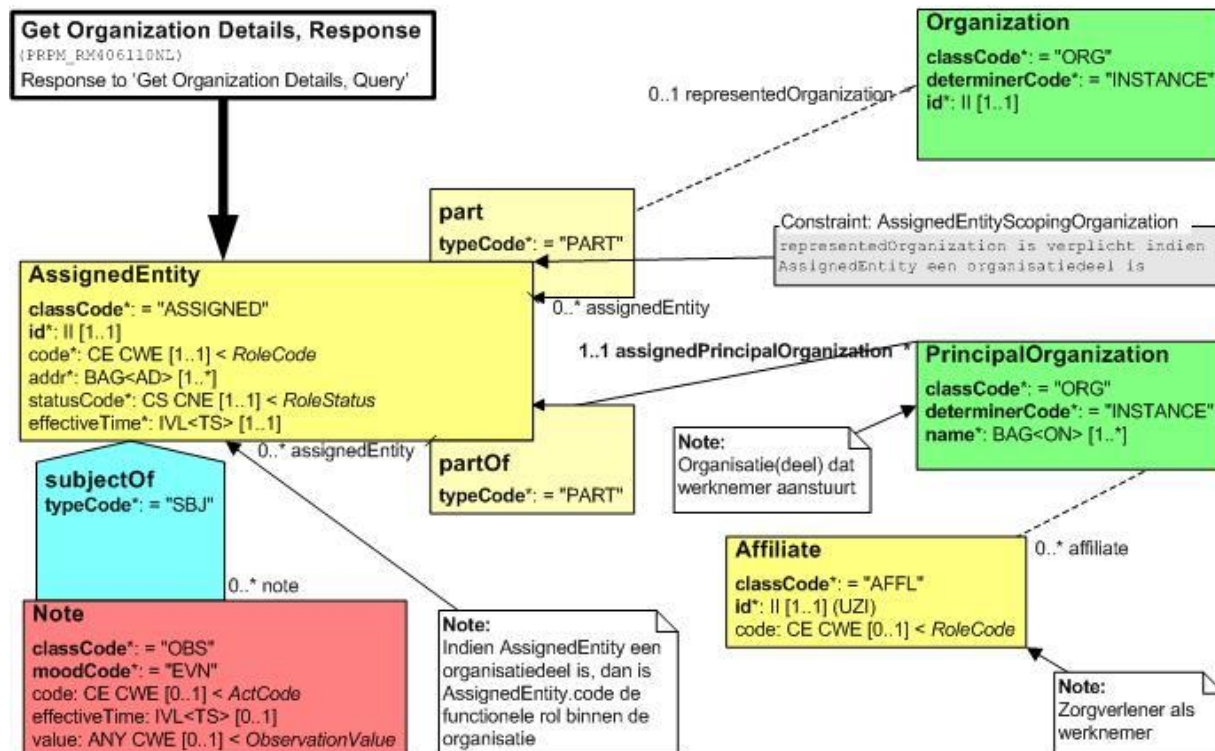 Get Organization Details, Response
(PRPM_RM406110NL)
Response to 'Get Organization Details, Query'
Organization
classCode*: = "ORG"
determinerCode*: = "INSTANCE"
id*: II [1..1]
0..1 representedOrganization
part
typeCode*: = "PART"
Constraint: AssignedEntityScopingOrganization
representedOrganization is verplicht indien
AssignedEntity een organisatiedeel is
AssignedEntity
classCode*: = "ASSIGNED"
id*: II [1..1]
code*: CE CWE [1..1] < RoleCode
addr*: BAG<AD> [1..*]
statusCode*: CS CNE [1..1] < RoleStatus
effectiveTime*: IVL<TS> [1..1]
0..* assignedEntity
1..1 assignedPrincipalOrganization *
PrincipalOrganization
classCode*: = "ORG"
determinerCode*: = "INSTANCE"
name*: BAG<ON> [1..*]
0..* assignedEntity
partOf
typeCode*: = "PART"
Note:
Organisatie(deel) dat
werknemer aanstuurt
subjectOf
typeCode*: = "SBJ"
0..* note
0..* affiliate
Affiliate
classCode*: = "AFFL"
id*: II [1..1] (UZI)
code: CE CWE [0..1] < RoleCode
Note
classCode*: = "OBS"
moodCode*: = "EVN"
code: CE CWE [0..1] < ActCode
effectiveTime: IVL<TS> [0..1]
value: ANY CWE [0..1] < ObservationValue
Note:
Indien AssignedEntity een
organisatiedeel is, dan is
AssignedEntity.code de
functionele rol binnen de
organisatie
Note:
Zorgverlener als
werknemer